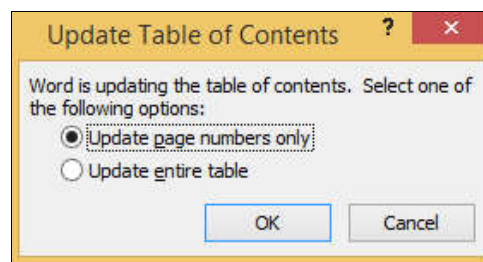 Update Table of Contents ? ×
Word is updating the table of contents. Select one of
the following options:
Update page numbers only
Update entire table
OK Cancel